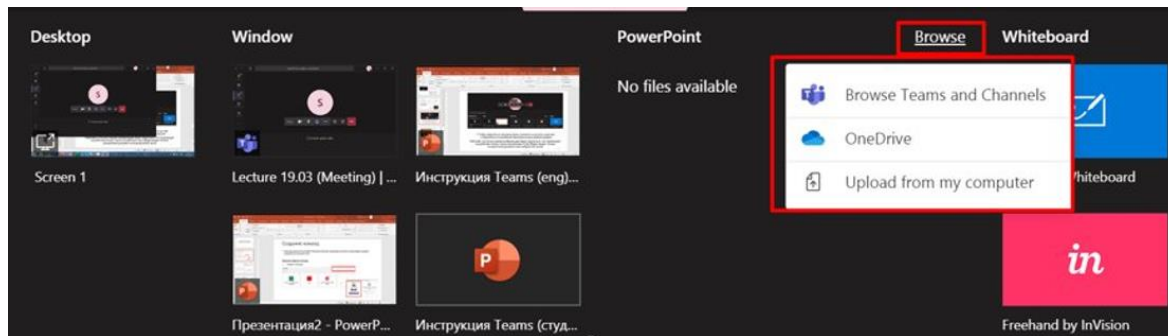 Desktop
Window
PowerPoint
Browse
Whiteboard
No files available
Browse Teams and Channels
OneDrive
Upload from my computer
Screen 1
Lecture 19.03 (Meeting) | ...
Инструкция Teams (eng)...
Whiteboard
in
Презентация2 - PowerP...
Инструкция Teams (студ...
Freehand by InVision